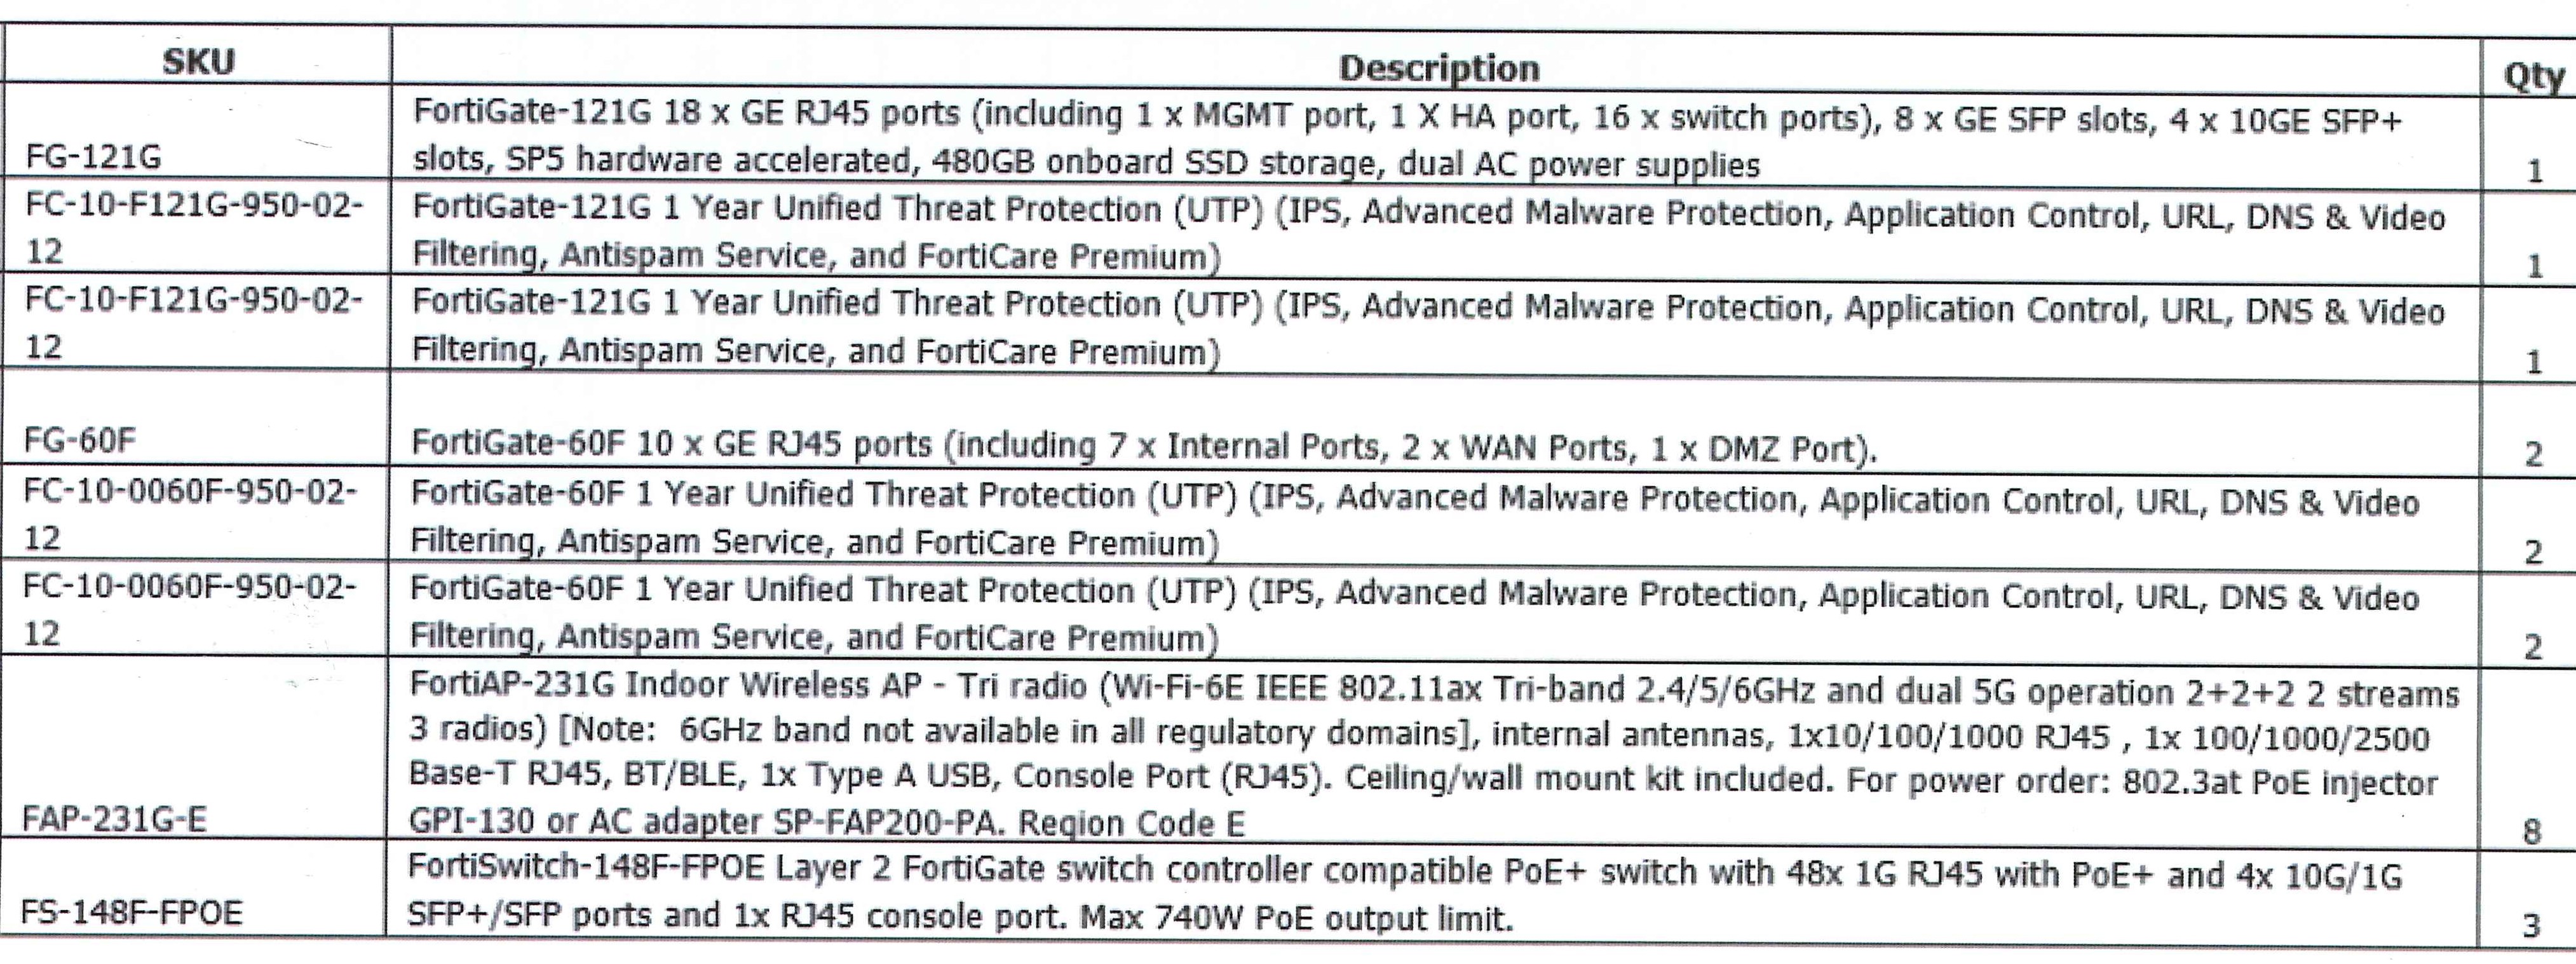 SKU Description Qty
FortiGate-121G 18 x GE RJ45 ports (including 1 x MGMT port, 1 X HA port, 16 x switch ports), 8 x GE SFP slots, 4 x 10GE SFP+
FG-121G slots, SP5 hardware accelerated, 480GB onboard SSD storage, dual AC power supplies 1
FC-10-F121G-950-02- FortiGate-121G 1 Year Unified Threat Protection (UTP) (IPS, Advanced Malware Protection, Application Control, URL, DNS & Video
12 Filtering, Antispam Service, and FortiCare Premium) 1
FC-10-F121G-950-02- FortiGate-121G 1 Year Unified Threat Protection (UTP) (IPS, Advanced Malware Protection, Application Control, URL, DNS & Video
12 Filtering, Antispam Service, and FortiCare Premium) 1
FG-60F FortiGate-60F 10 x GE RJ45 ports (including 7 x Internal Ports, 2 x WAN Ports, 1 x DMZ Port). 2
FC-10-0060F-950-02- FortiGate-60F 1 Year Unified Threat Protection (UTP) (IPS, Advanced Malware Protection, Application Control, URL, DNS & Video
12 Filtering, Antispam Service, and FortiCare Premium) 2
FC-10-0060F-950-02- FortiGate-60F 1 Year Unified Threat Protection (UTP) (IPS, Advanced Malware Protection, Application Control, URL, DNS & Video
12 Filtering, Antispam Service, and FortiCare Premium) 2
FortiAP-231G Indoor Wireless AP - Tri radio (Wi-Fi-6E IEEE 802.11ax Tri-band 2.4/5/6GHz and dual 5G operation 2+2+2 2 streams
3 radios) [Note: 6GHz band not available in all regulatory domains], internal antennas, 1x10/100/1000 RJ45 , 1x 100/1000/2500
Base-T RJ45, BT/BLE, 1x Type A USB, Console Port (RJ45). Ceiling/wall mount kit included. For power order: 802.3at PoE injector
FAP-231G-E GPI-130 or AC adapter SP-FAP200-PA. Region Code E 8
FortiSwitch-148F-FPOE Layer 2 FortiGate switch controller compatible PoE+ switch with 48x 1G RJ45 with PoE+ and 4x 10G/1G
FS-148F-FPOE SFP+/SFP ports and 1x RJ45 console port. Max 740W PoE output limit. 3